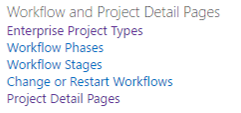 Workflow and Project Detail Pages
Enterprise Project Types
Workflow Phases
Workflow Stages
Change or Restart Workflows
Project Detail Pages